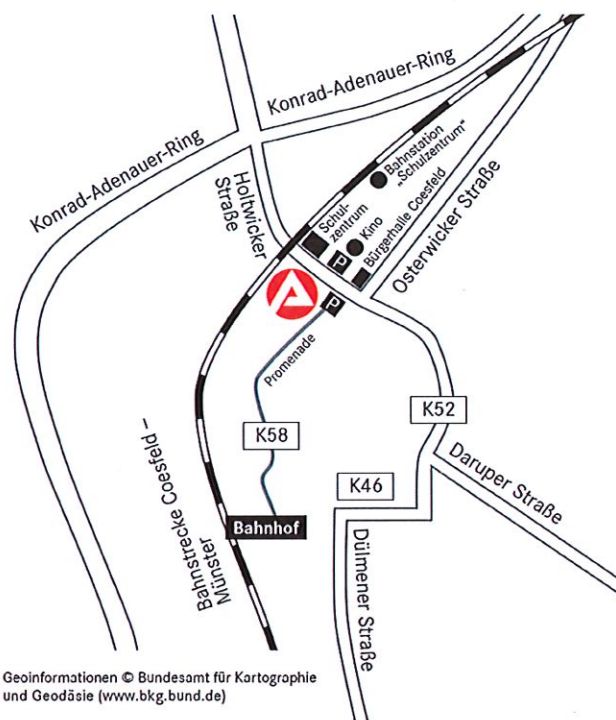 Konrad-Adenauer-Ring
Konrad-Adenauer-Ring
Holtwicker
Straße
Bahnstation
„Schulzentrum“
Schul-
zentrum
Kino
Bürgerhalle Coesfeld
Osterwicker Straße
P
P
Promenade
K58
K52
K46
Daruper Straße
Bahnhof
Dülmener Straße
Bahnstrecke Coesfeld –
Münster
Geoinformationen © Bundesamt für Kartographie
und Geodäsie (www.bkg.bund.de)